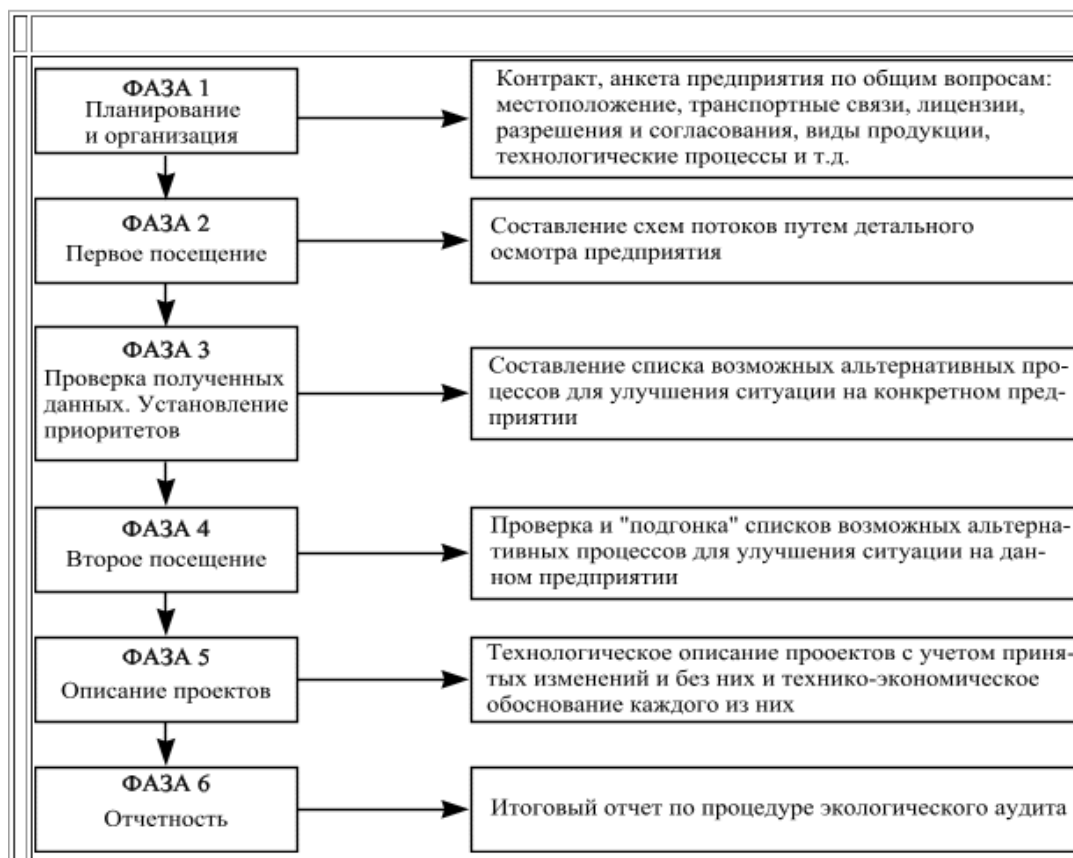 ФАЗА 1
Планирование
и организация
Контракт, анкета предприятия по общим вопросам:
местоположение, транспортные связи, лицензии,
разрешения и согласования, виды продукции,
технологические процессы и т.д.
ФАЗА 2
Первое посещение
Составление схем потоков путем детального
осмотра предприятия
ФАЗА 3
Проверка полученных
данных. Установление
приоритетов
Составление списка возможных альтернативных про-
цессов для улучшения ситуации на конкретном пред-
приятии
ФАЗА 4
Второе посещение
Проверка и "подгонка" списков возможных альтерна-
тивных процессов для улучшения ситуации на дан-
ном предприятии
ФАЗА 5
Описание проектов
Технологическое описание прооектов с учетом приня-
тых изменений и без них и технико-экономическое
обоснование каждого из них
ФАЗА 6
Отчетность
Итоговый отчет по процедуре экологического аудита